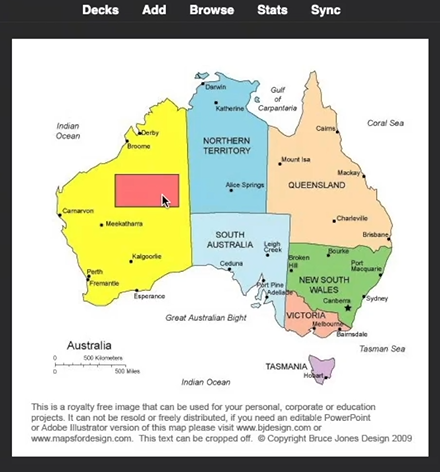 Decks Add Browse Stats Sync
Darwin
Gulf
of
Carpantaria
Katherine
Indian
Ocean
Derby
Broome
Cairns
Coral Sea
NORTHERN
TERRITORY
Mount Isa
Mackay
Alice Springs
QUEENSLAND
Carnarvon
Meekatharra
Charleville
Brisbane
SOUTH
AUSTRALIA
Leigh
Creek
Kalgoorlie
Ceduna
Broken
Hill
Bourke
Port
Macquarie
Perth
Fremantle
Port Pirie
Adelaide
NEW SOUTH
WALES
Esperance
Canberra
Sydney
Great Australian Bight
VICTORIA
Melbourne
Bairnsdale
Tasman Sea
Australia
0 500 Kilometers
0 500 Miles
TASMANIA
Hobart
Indian Ocean
This is a royalty free image that can be used for your personal, corporate or education
projects. It can not be resold or freely distributed, if you need an editable PowerPoint
or Adobe Illustrator version of this map please visit www.bjdesign.com or
www.mapsfordesign.com. This text can be cropped off. © Copyright Bruce Jones Design 2009